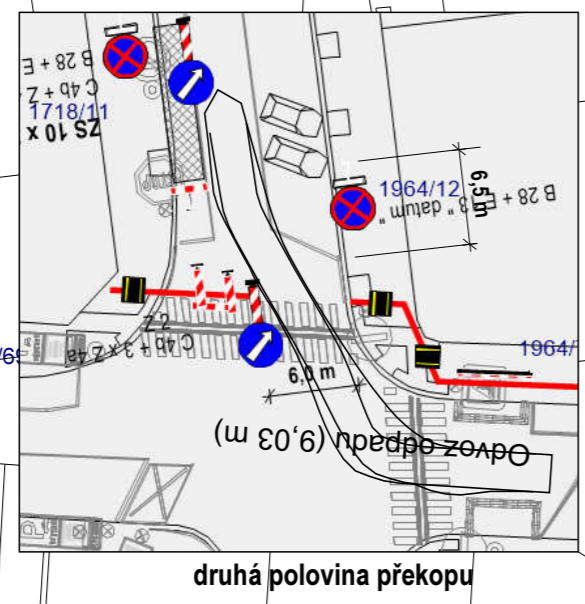 B 28 + E
C 4b + Z
1718/11
ZS 10 x
1964/12
B 28 + E 13 " datum "
6,5 m
2 Z
C 4b + 3 x Z 4a
1964/
6,0 m
Odvoz odpadu (9,03 m)
druhá polovina překopu